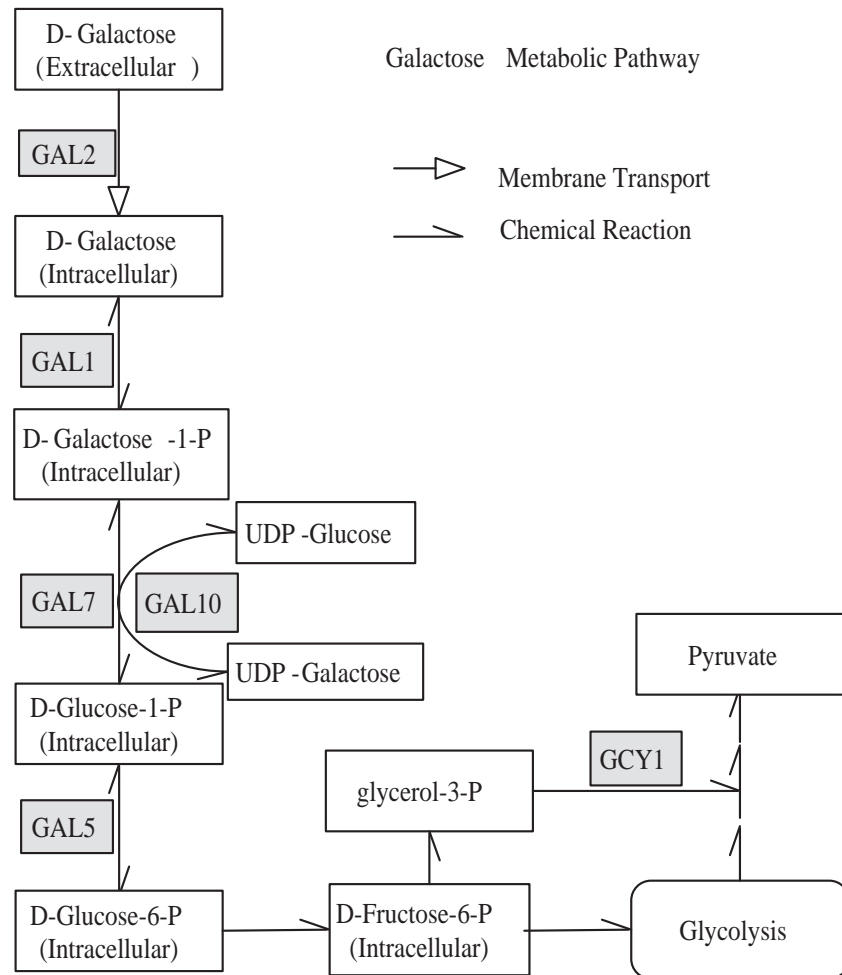 D- Galactose
(Extracellular )
Galactose Metabolic Pathway
GAL2
Membrane Transport
Chemical Reaction
D- Galactose
(Intracellular)
GAL1
D- Galactose -1-P
(Intracellular)
UDP -Glucose
GAL7
GAL10
UDP -Galactose
Pyruvate
D-Glucose-1-P
(Intracellular)
GCY1
glycerol-3-P
GAL5
D-Glucose-6-P
(Intracellular)
D-Fructose-6-P
(Intracellular)
Glycolysis